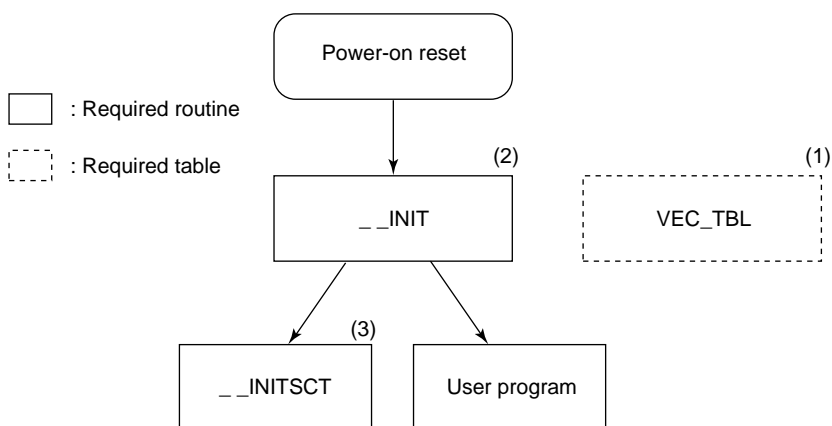 Power-on reset
: Required routine
: Required table
(2)
(1)
_ _INIT
VEC_TBL
(3)
_ _INITSCT
User program